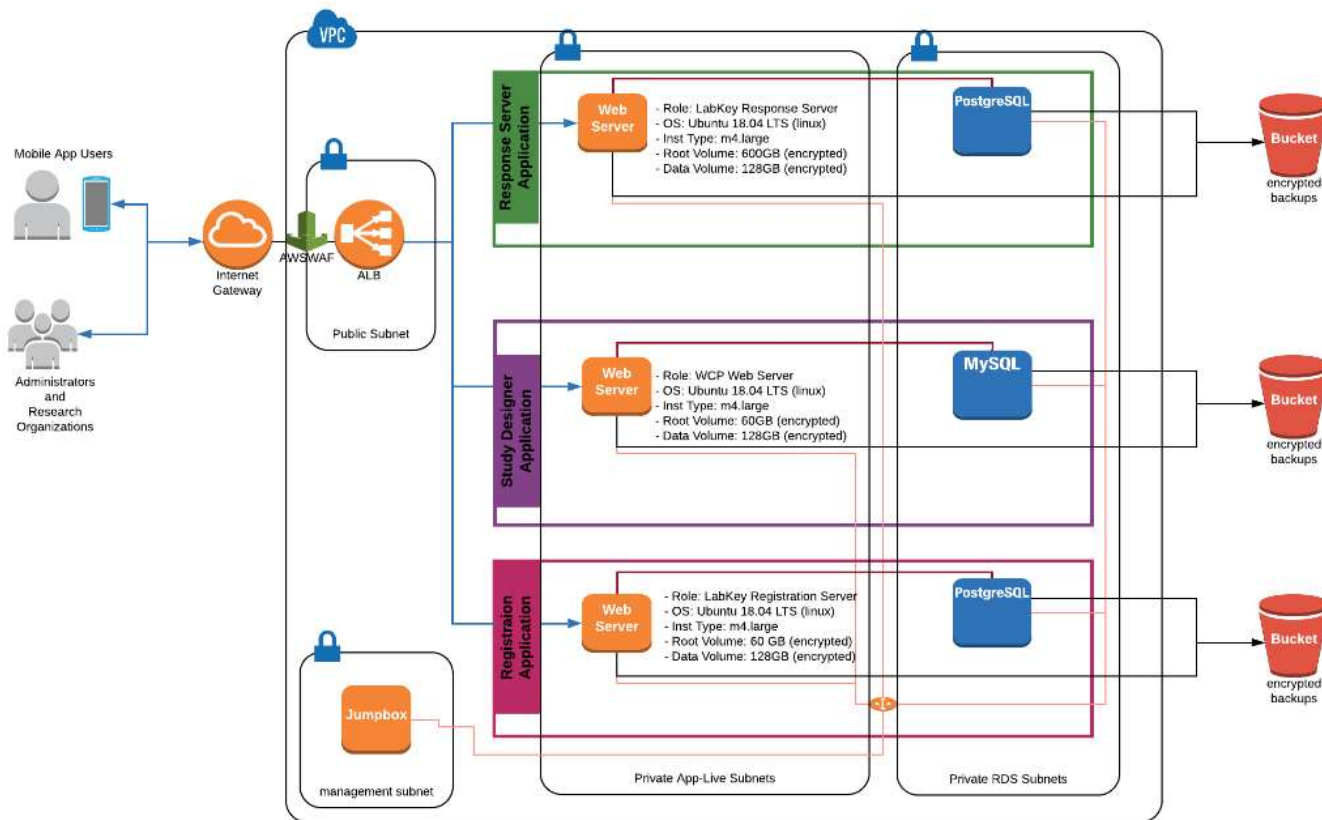 VPC
Mobile App Users
Administrators
and
Research
Organizations
Internet
Gateway
AWSWAF
ALB
Public Subnet
Response Server
Application
Web
Server
- Role: LabKey Response Server
- OS: Ubuntu 18.04 LTS (linux)
- Inst Type: m4.large
- Root Volume: 600GB (encrypted)
- Data Volume: 128GB (encrypted)
PostgreSQL
Bucket
encrypted
backups
Study Designer
Application
Web
Server
- Role: WCP Web Server
- OS: Ubuntu 18.04 LTS (linux)
- Inst Type: m4.large
- Root Volume: 60GB (encrypted)
- Data Volume: 128GB (encrypted)
MySQL
Bucket
encrypted
backups
Registraion
Application
Web
Server
- Role: LabKey Registration Server
- OS: Ubuntu 18.04 LTS (linux)
- Inst Type: m4.large
- Root Volume: 60 GB (encrypted)
- Data Volume: 128GB (encrypted)
PostgreSQL
Bucket
encrypted
backups
Jumpbox
management subnet
Private App-Live Subnets
Private RDS Subnets